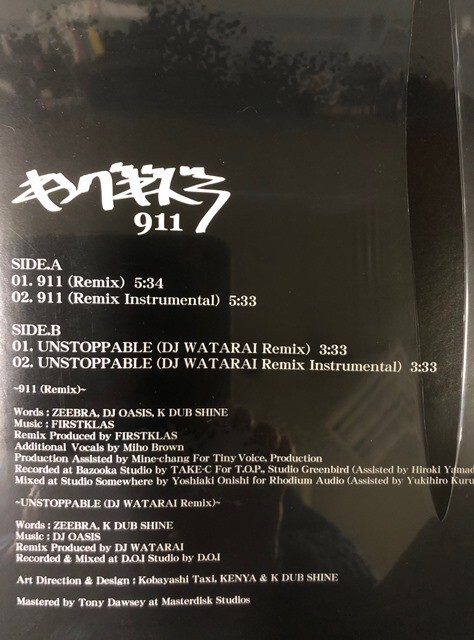 キングギドラ
911
SIDE.A
01. 911 (Remix) 5:34
02. 911 (Remix Instrumental) 5:33
SIDE.B
01. UNSTOPPABLE (DJ WATARAI Remix) 3:33
02. UNSTOPPABLE (DJ WATARAI Remix Instrumental) 3:33
~911 (Remix)~
Words : ZEEBRA, DJ OASIS, K DUB SHINE
Music : FIRSTKLAS
Remix Produced by FIRSTKLAS
Additional Vocals by Miho Brown
Production Assisted by Mine-chang For Tiny Voice, Production
Recorded at Bazooka Studio by TAKE-C For T.O.P., Studio Greenbird (Assisted by Hiroki Yamad
Mixed at Studio Somewhere by Yoshiaki Onishi for Rhodium Audio (Assisted by Yukihiro Kuru
~UNSTOPPABLE (DJ WATARAI Remix)~
Words : ZEEBRA, K DUB SHINE
Music : DJ OASIS
Remix Produced by DJ WATARAI
Recorded & Mixed at D.O.I Studio by D.O.I
Art Direction & Design : Kobayashi Taxi, KENYA & K DUB SHINE
Mastered by Tony Dawsey at Masterdisk Studios